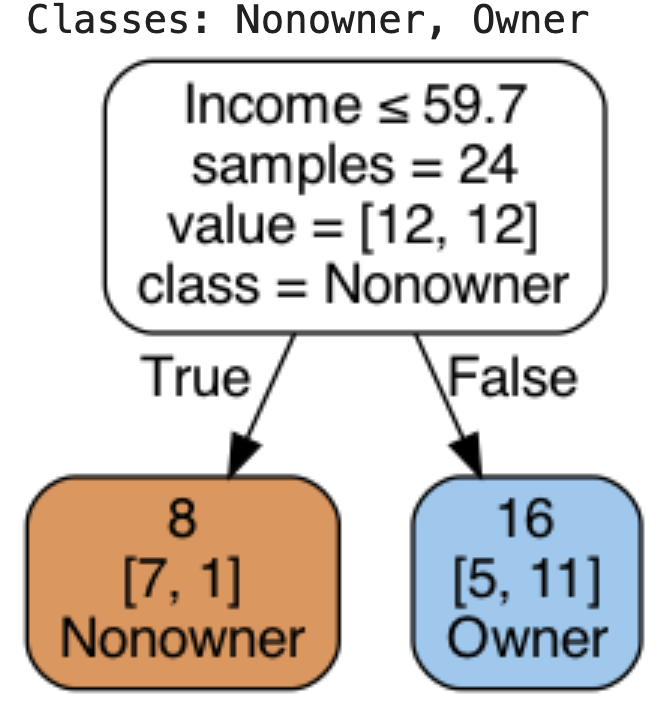 Classes: Nonowner, Owner
Income ≤ 59.7
samples = 24
value = [12, 12]
class = Nonowner
True
False
8
[7, 1]
Nonowner
16
[5, 11]
Owner